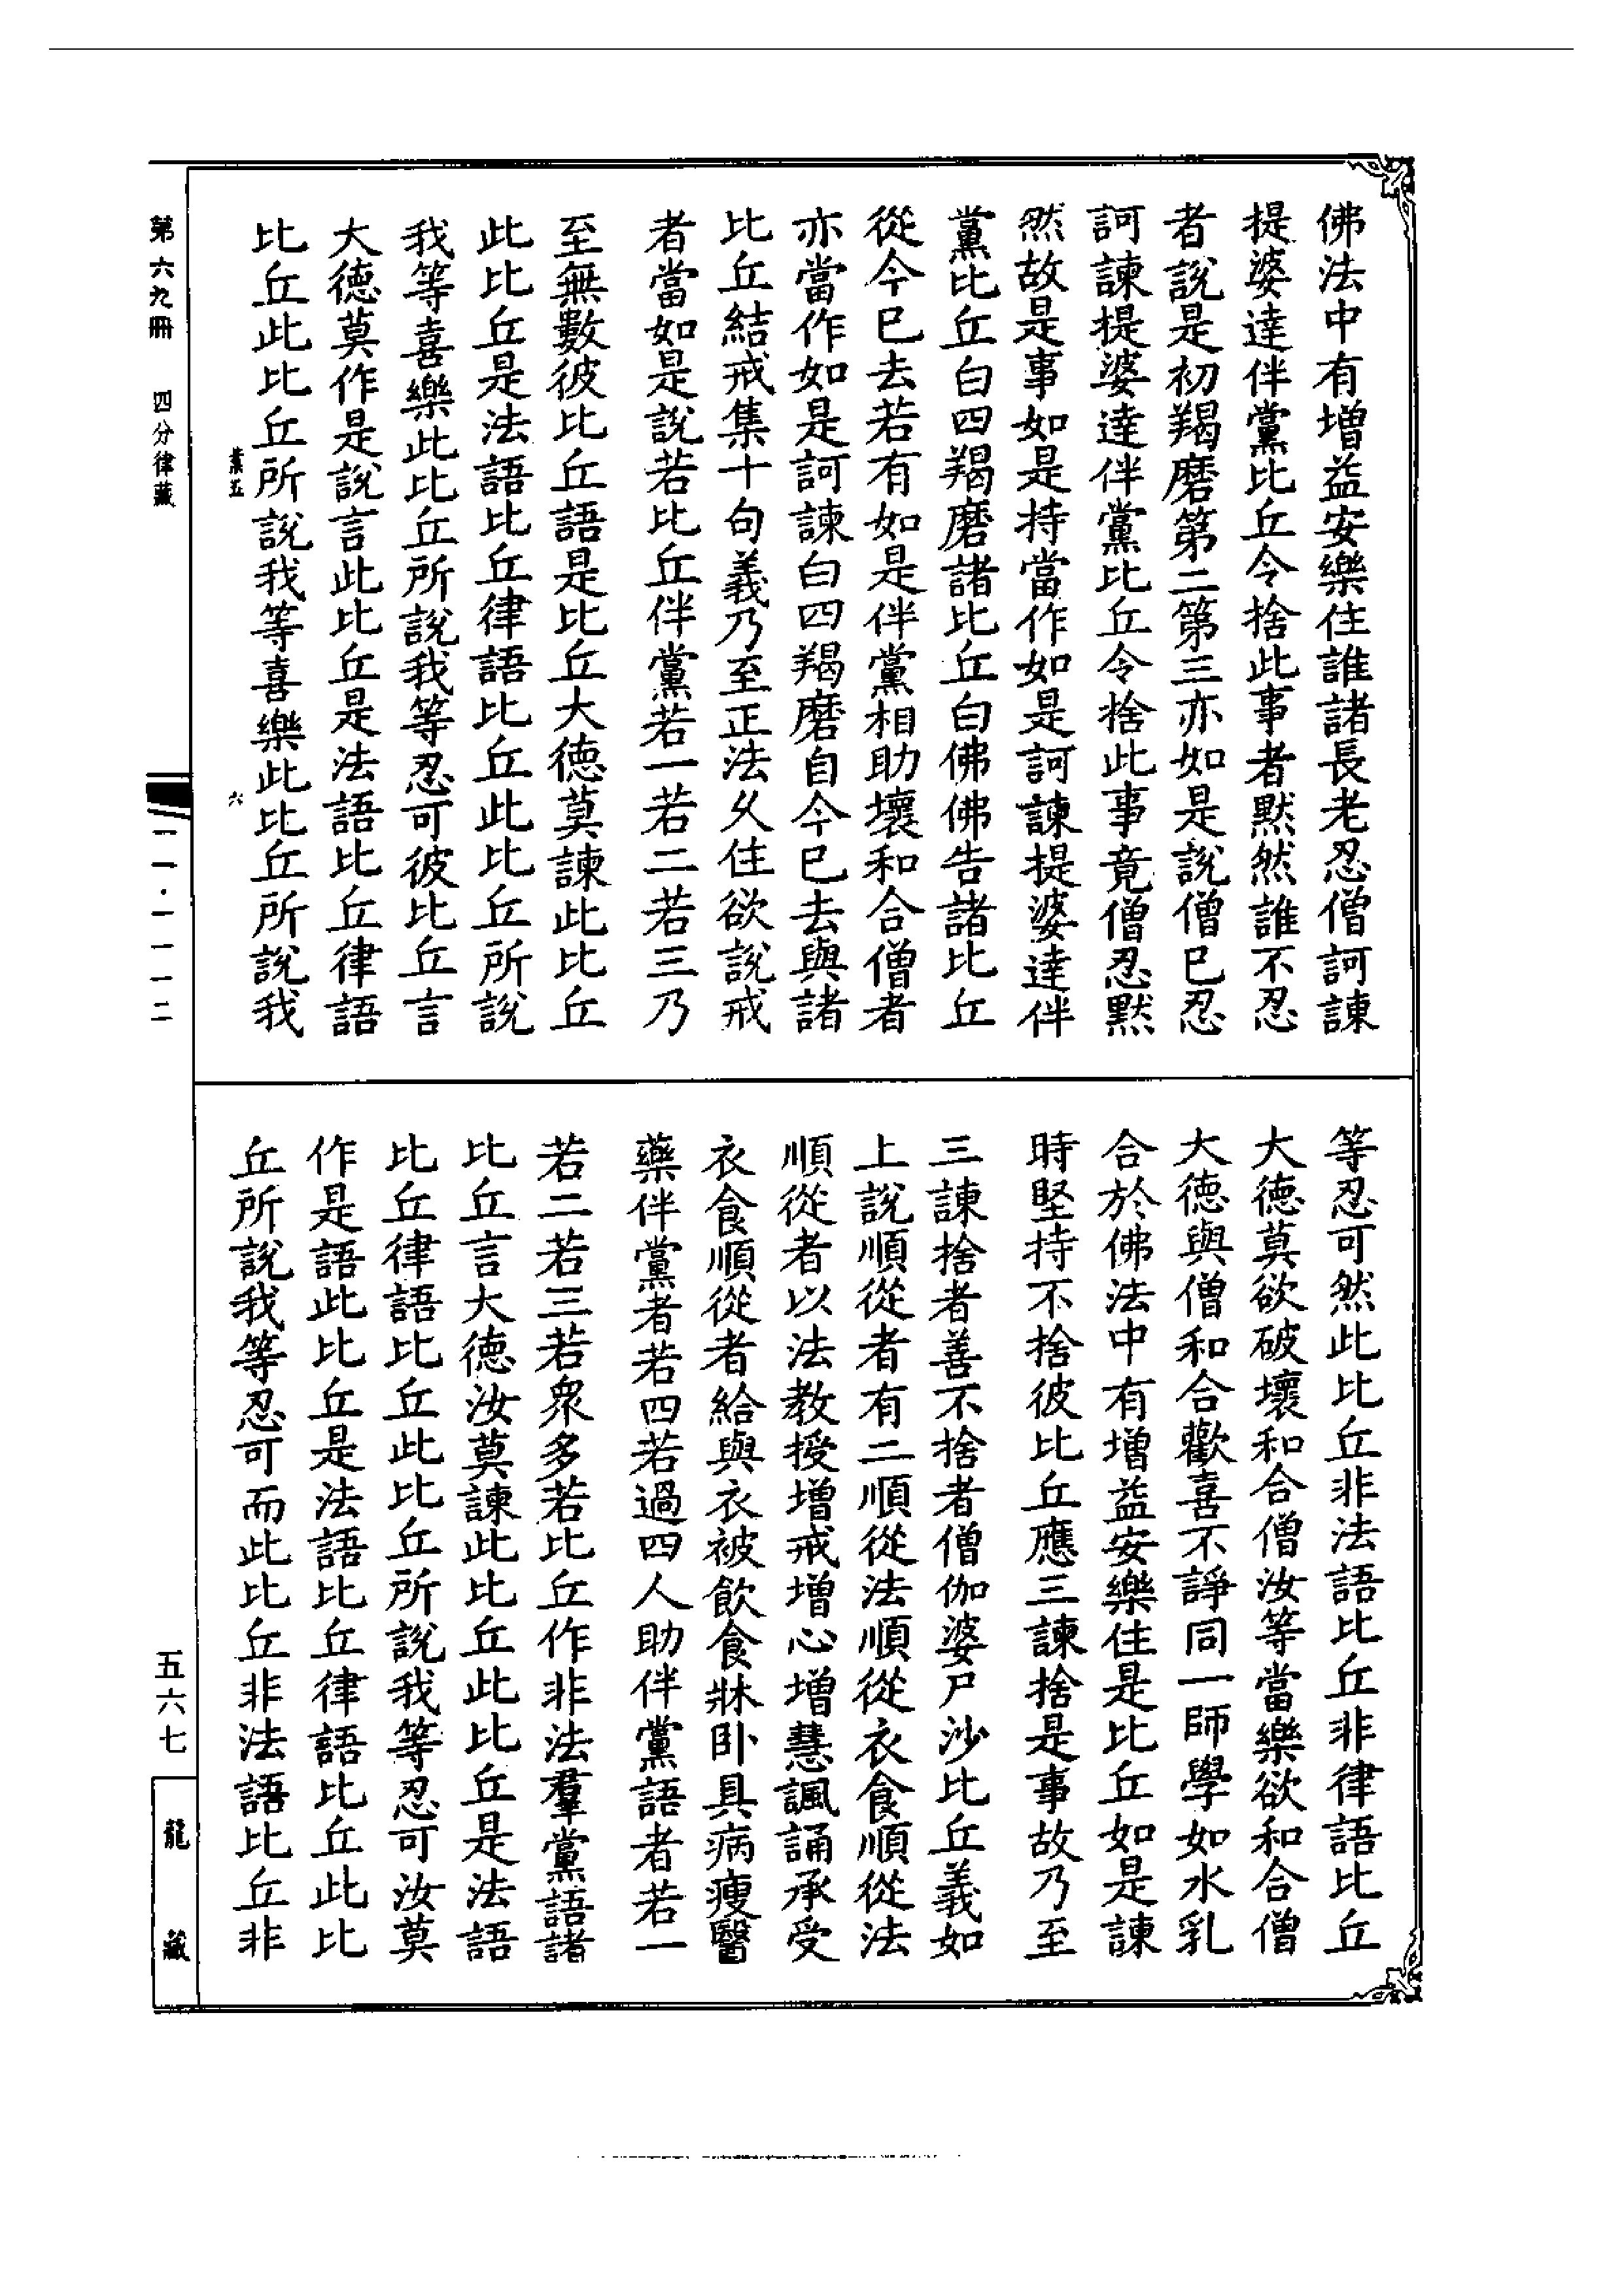 佛法中有增益安樂住誰諸長老忍僧訶諫
提婆達伴黨比丘令捨此事者默然誰不忍
者說是初羯磨第二第三亦如是說僧已忍
訶諫提婆達伴黨比丘令捨此事竟僧忍默
然故是事如是持當作如是訶諫提婆達伴
黨比丘白四羯磨諸比丘白佛佛告諸比丘
從今已去若有如是伴黨相助壞和合僧者
亦當作如是訶諫白四羯磨自今已去與諸
比丘結戒集十句義乃至正法久住欲說戒
者當如是說若比丘伴黨若一若二若三乃
至無數彼比丘語是比丘大德莫諫此比丘
此比丘是法語比丘律語比丘此比丘所說
我等喜樂此比丘所說我等忍可彼比丘言
大德莫作是說言此比丘是法語比丘律語
比丘此比丘所說我等喜樂此比丘所說我
等忍可然此比丘非法語比丘非律語比丘
大德莫欲破壞和合僧汝等當樂欲和合僧
大德與僧和合歡喜不諍同一師學如水乳
合於佛法中有增益安樂住是比丘如是諫
時堅持不捨彼比丘應三諫捨是事故乃至
三諫捨者善不捨者僧伽婆尸沙比丘義如
上說順從者有二順從法順從衣食順從法
順從者以法教授增戒增心增慧諷誦承受
衣食順從者給與衣被飲食牀臥具病瘦醫
藥伴黨者若四若過四人助伴黨語者若一
若二若三若眾多若比丘作非法羣黨語諸
比丘言大德汝莫諫此比丘此比丘是法語
比丘律語比丘此比丘所說我等忍可汝莫
作是語此比丘是法語比丘律語比丘此比
丘所說我等忍可而此比丘非法語比丘非
第六九冊 四分律藏
業五 六
一一·一一一二
五六七
龍藏